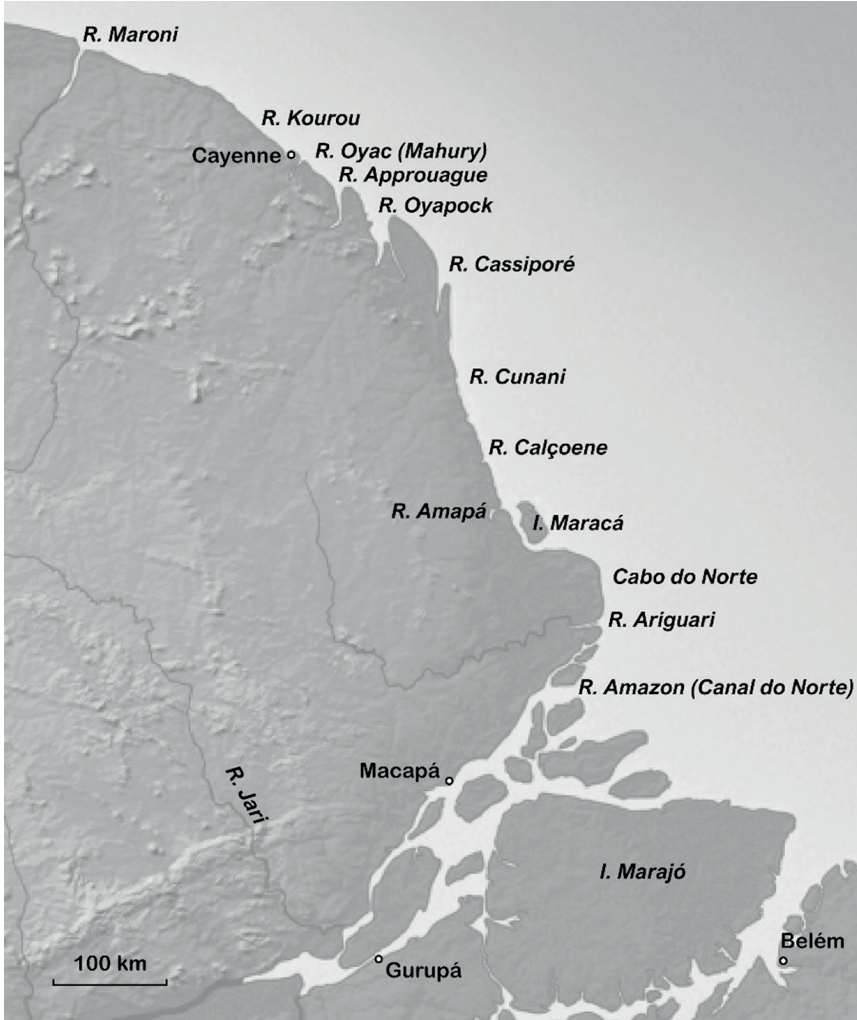 R. Maroni
R. Kourou
Cayenne
R. Oyac (Mahury)
R. Approuague
R. Oyapock
R. Cassiporé
R. Cunani
R. Calçoene
R. Amapá
I. Maracá
Cabo do Norte
R. Ariguari
R. Amazon (Canal do Norte)
Macapá
R. Jari
I. Marajó
Belém
100 km
Gurupá